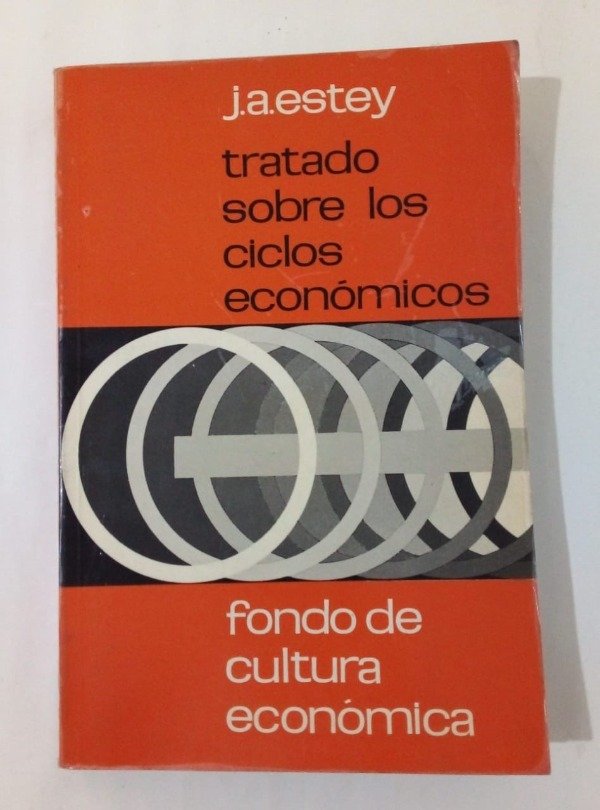 j.a.estey
tratado
sobre los
ciclos
económicos
fondo de
cultura
económica